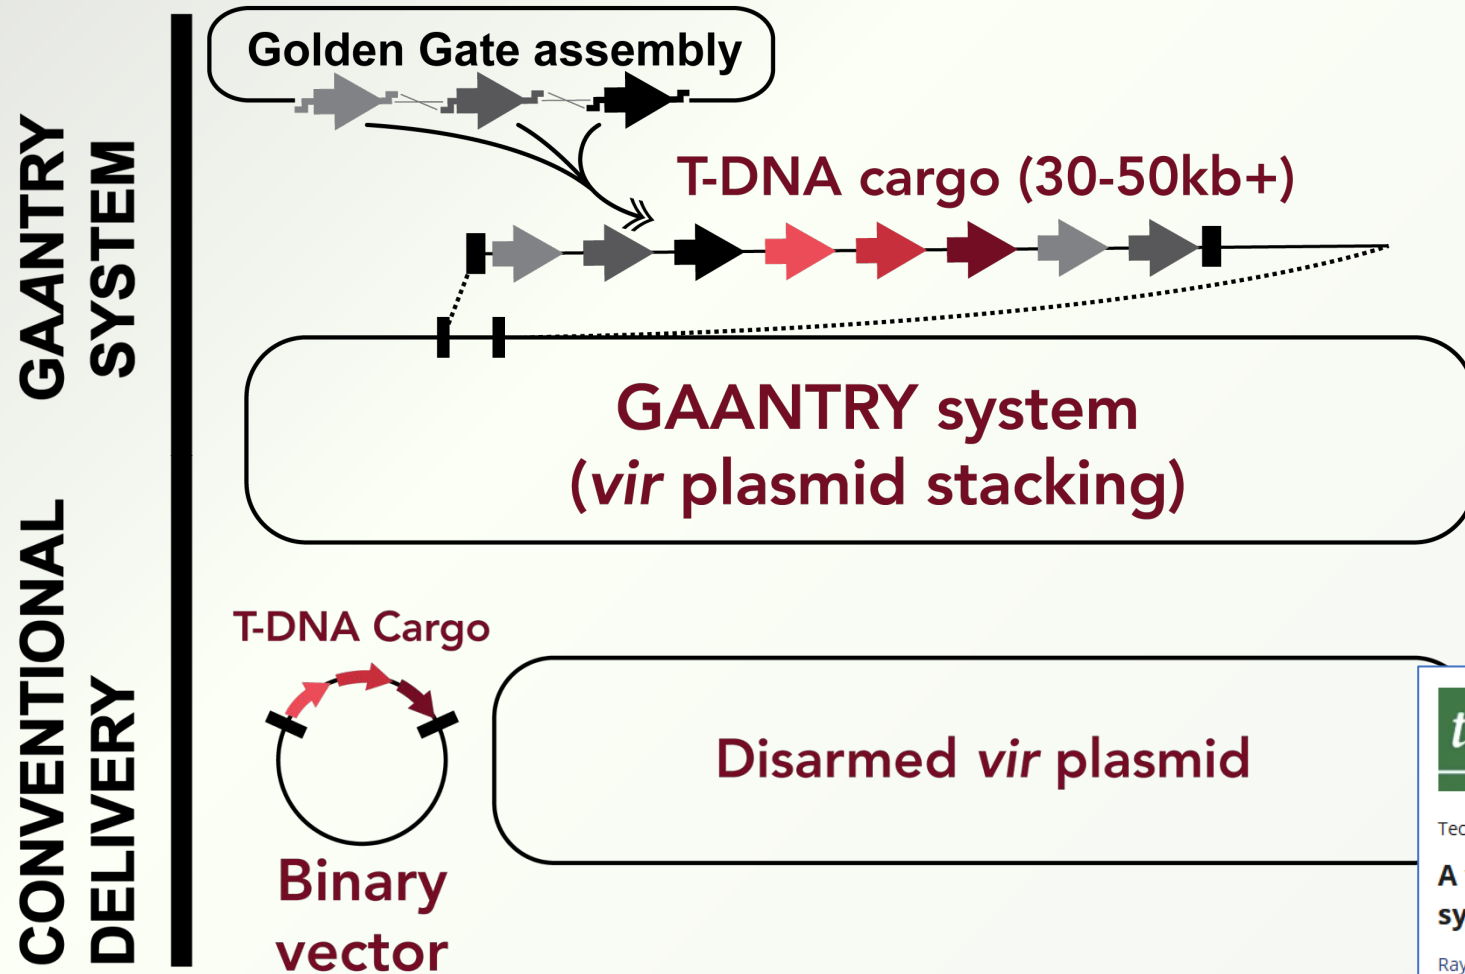 GAANTRY
SYSTEM
Golden Gate assembly
T-DNA cargo (30-50kb+)
GAANTRY system
(vir plasmid stacking)
CONVENTIONAL
DELIVERY
T-DNA Cargo
Binary
vector
Disarmed vir plasmid
A